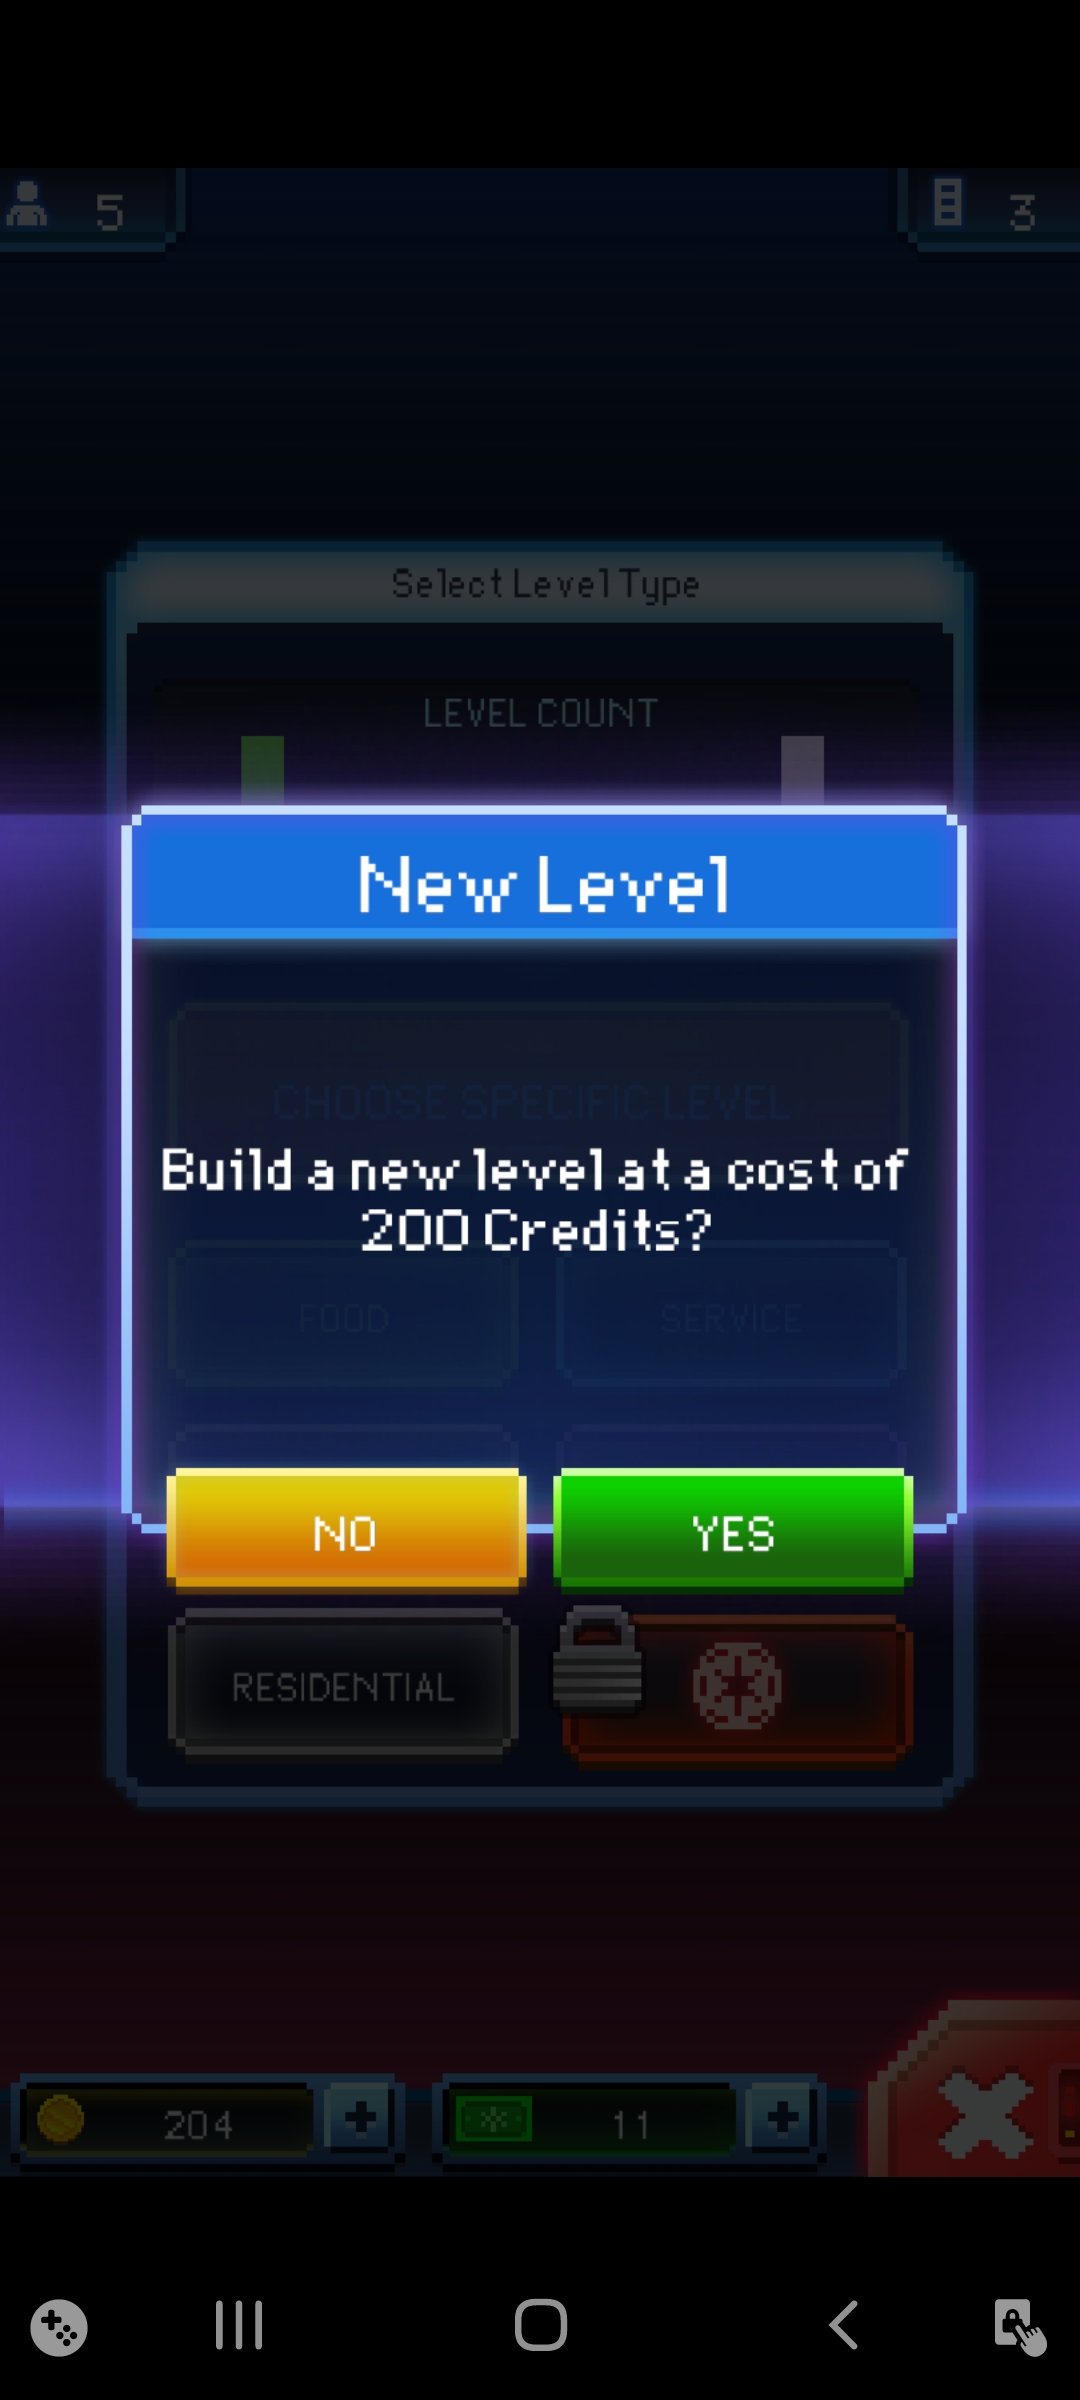 5
3
Select Level Type
LEVEL COUNT
New Level
CHOOSE SPECIFIC LEVEL
Build a new level at a cost of
200 Credits?
FOOD
SERVICE
NO
YES
RESIDENTIAL
204
11